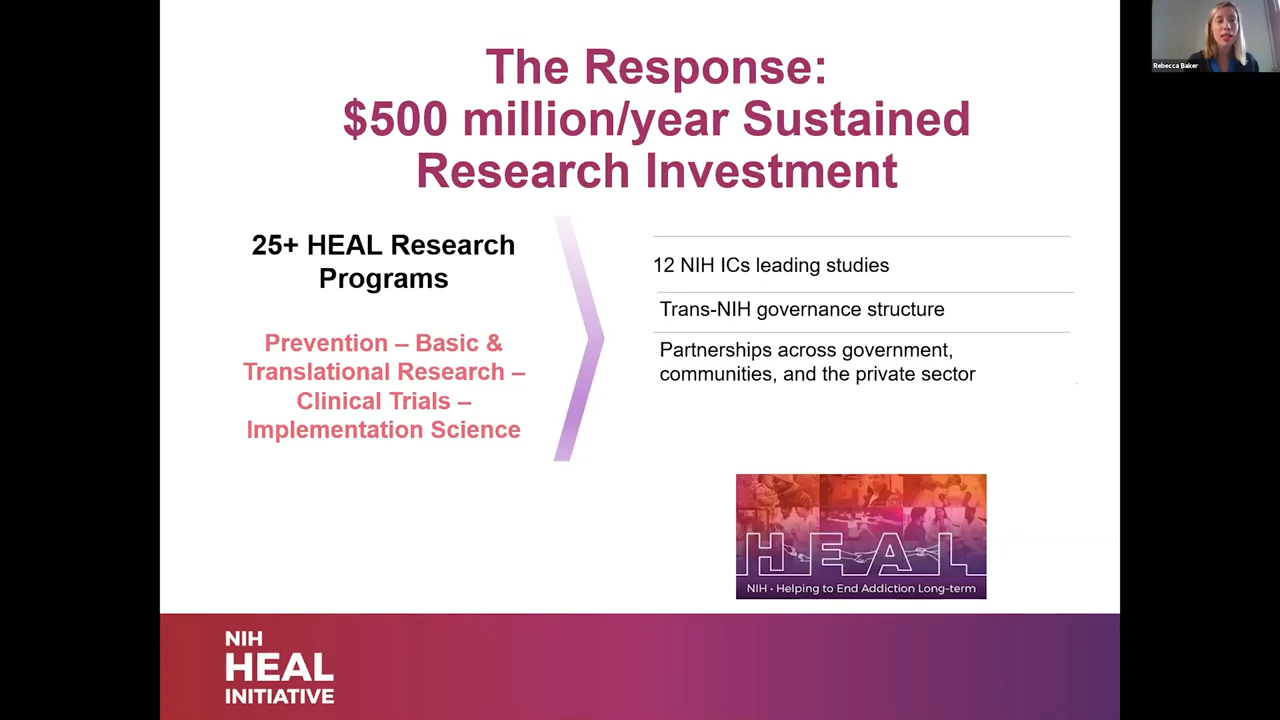 Rebecca Baker
The Response:
$500 million/year Sustained
Research Investment
25+ HEAL Research
Programs
Prevention – Basic &
Translational Research –
Clinical Trials –
Implementation Science
12 NIH ICs leading studies
Trans-NIH governance structure
Partnerships across government,
communities, and the private sector
HEAL
NIH • Helping to End Addiction Long-term
NIH
HEAL
INITIATIVE